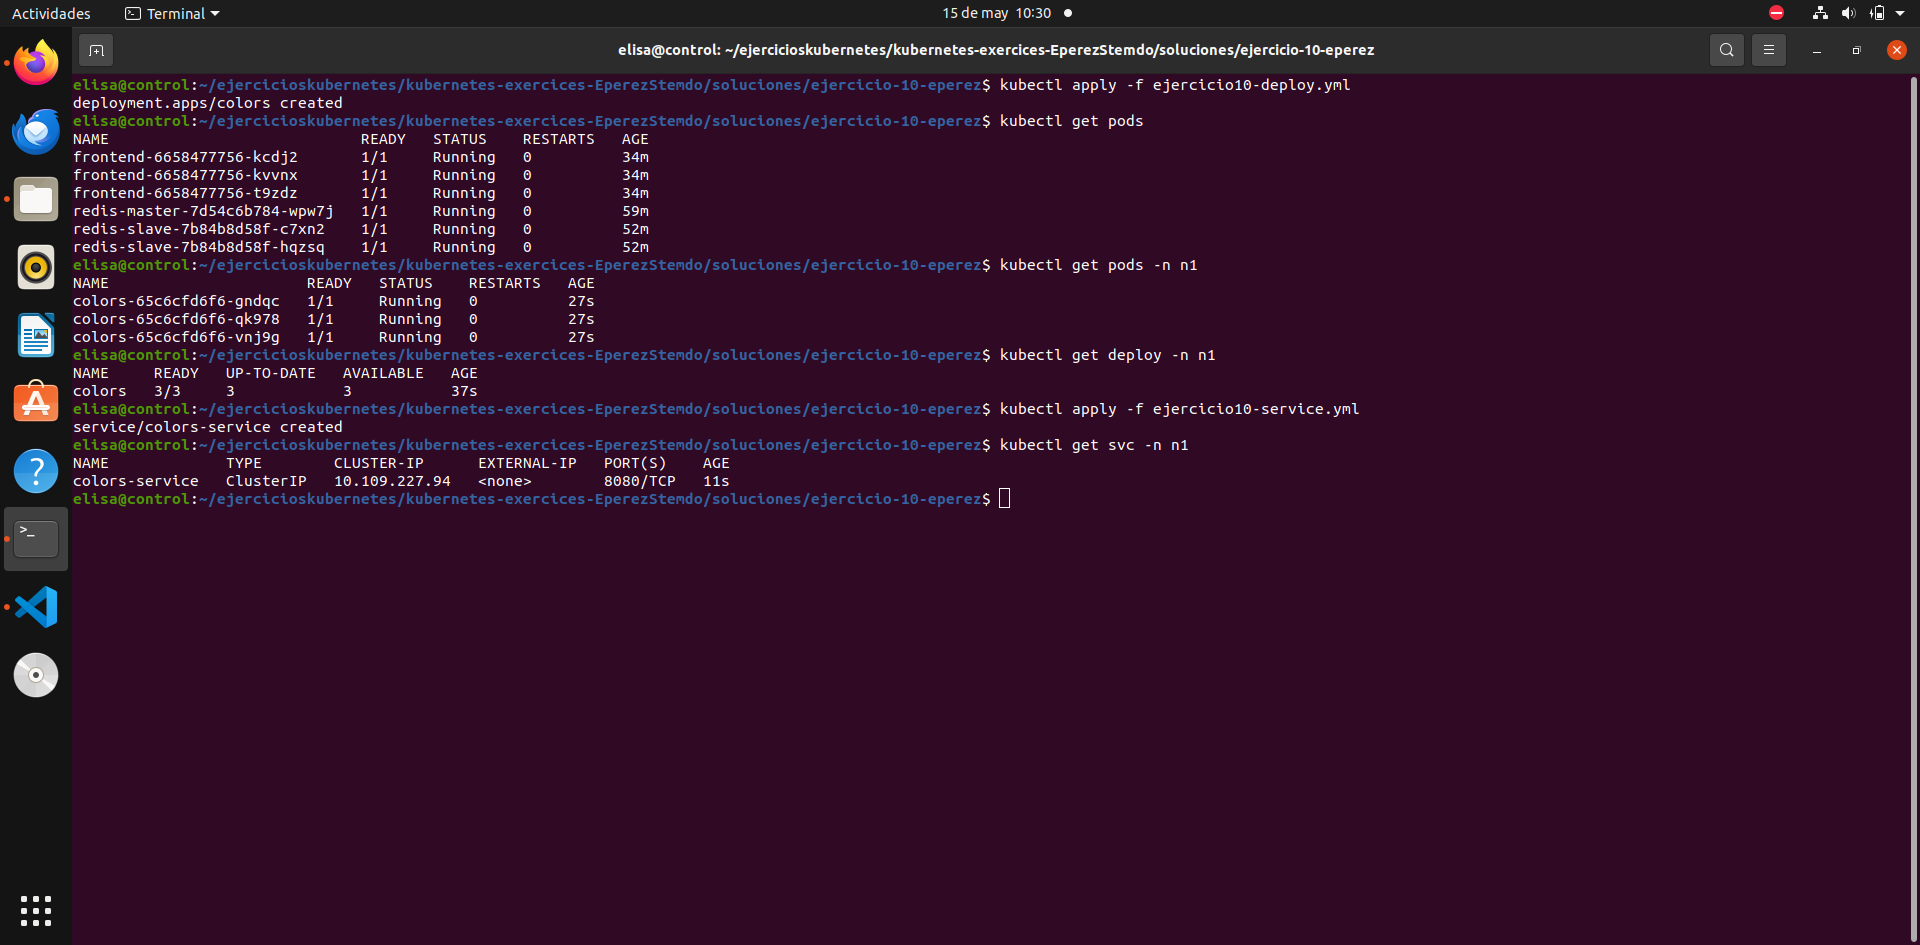 Actividades Terminal 15 de may 10:30
elisa@control: ~/ejercicioskubernetes/kubernetes-exercices-EperezStemdo/soluciones/ejercicio-10-eperez
elisa@control:~/ejercicioskubernetes/kubernetes-exercices-EperezStemdo/soluciones/ejercicio-10-eperez$ kubectl apply -f ejercicio10-deploy.yml
deployment.apps/colors created
elisa@control:~/ejercicioskubernetes/kubernetes-exercices-EperezStemdo/soluciones/ejercicio-10-eperez$ kubectl get pods
NAME READY STATUS RESTARTS AGE
frontend-6658477756-kcdj2 1/1 Running 0 34m
frontend-6658477756-kvvnx 1/1 Running 0 34m
frontend-6658477756-t9zdz 1/1 Running 0 34m
redis-master-7d54c6b784-wpw7j 1/1 Running 0 59m
redis-slave-7b84b8d58f-c7xn2 1/1 Running 0 52m
redis-slave-7b84b8d58f-hqzsq 1/1 Running 0 52m
elisa@control:~/ejercicioskubernetes/kubernetes-exercices-EperezStemdo/soluciones/ejercicio-10-eperez$ kubectl get pods -n n1
NAME READY STATUS RESTARTS AGE
colors-65c6cfd6f6-gndqc 1/1 Running 0 27s
colors-65c6cfd6f6-qk978 1/1 Running 0 27s
colors-65c6cfd6f6-vnj9g 1/1 Running 0 27s
elisa@control:~/ejercicioskubernetes/kubernetes-exercices-EperezStemdo/soluciones/ejercicio-10-eperez$ kubectl get deploy -n n1
NAME READY UP-TO-DATE AVAILABLE AGE
colors 3/3 3 3 37s
elisa@control:~/ejercicioskubernetes/kubernetes-exercices-EperezStemdo/soluciones/ejercicio-10-eperez$ kubectl apply -f ejercicio10-service.yml
service/colors-service created
elisa@control:~/ejercicioskubernetes/kubernetes-exercices-EperezStemdo/soluciones/ejercicio-10-eperez$ kubectl get svc -n n1
NAME TYPE CLUSTER-IP EXTERNAL-IP PORT(S) AGE
colors-service ClusterIP 10.109.227.94 <none> 8080/TCP 11s
elisa@control:~/ejercicioskubernetes/kubernetes-exercices-EperezStemdo/soluciones/ejercicio-10-eperez$